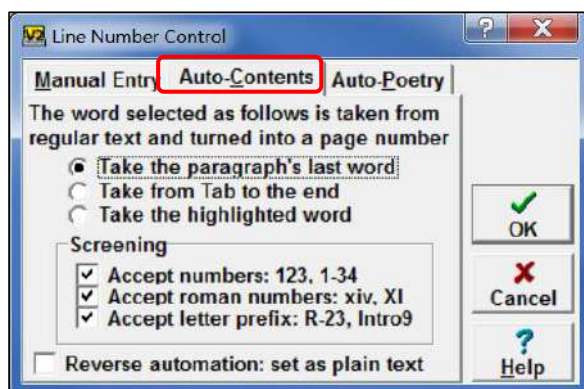 V2 Line Number Control ? X
Manual Entry Auto-Contents Auto-Poetry
The word selected as follows is taken from
regular text and turned into a page number
Take the paragraph's last word
Take from Tab to the end
Take the highlighted word
Screening
Accept numbers: 123, 1-34
Accept roman numbers: xiv, XI
Accept letter prefix: R-23, Intro9
Reverse automation: set as plain text
OK
Cancel
?
Help